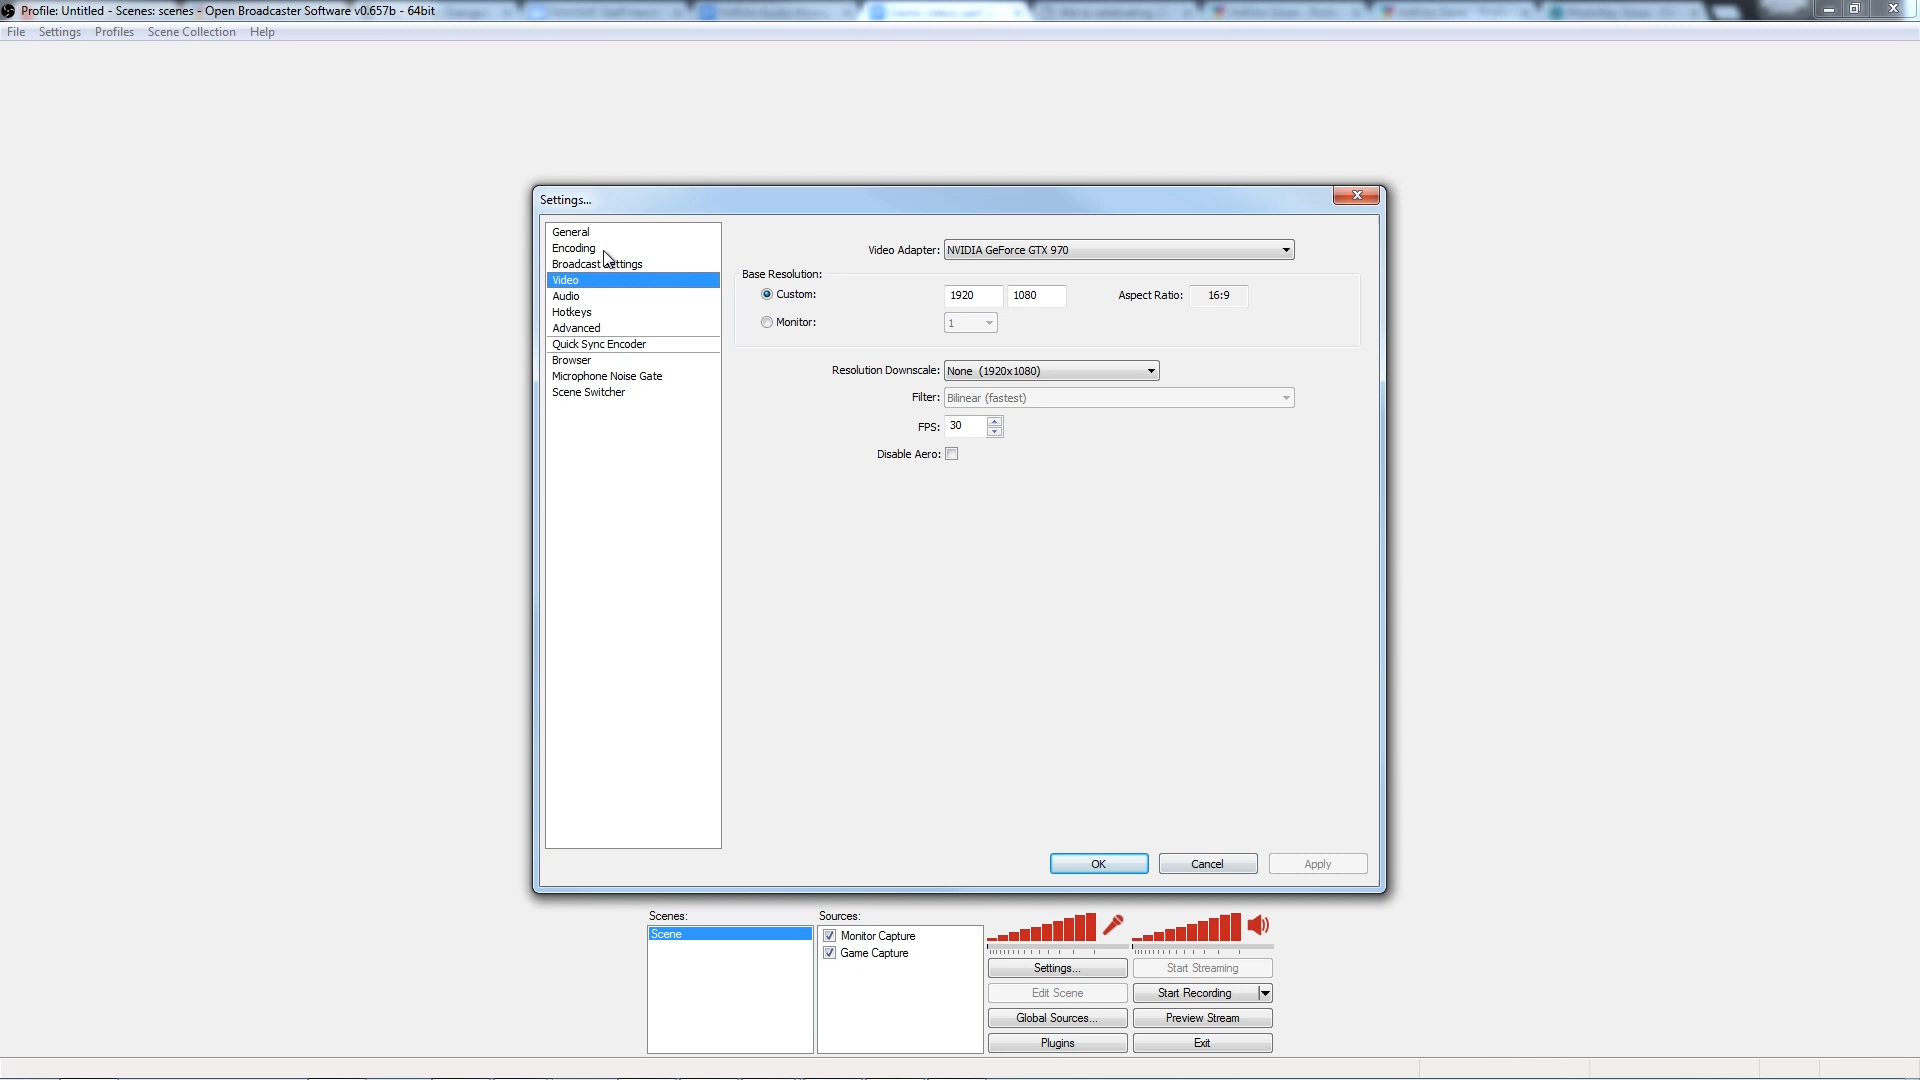 Profile: Untitled - Scenes: scenes - Open Broadcaster Software v0.657b - 64bit
File Settings Profiles Scene Collection Help
Settings...
General
Encoding
Broadcast
Video
Audio
Hotkeys
Advanced
Quick Sync Encoder
Browser
Microphone Noise Gate
Scene Switcher
Video Adapter: NVIDIA GeForce GTX 970
Base Resolution:
Custom: 1920 1080 Aspect Ratio: 16:9
Monitor: 1
Resolution Downscale: None (1920x1080)
Filter: Bilinear (fastest)
FPS: 30
Disable Aero:
OK Cancel Apply
Scenes: Sources:
Scene
Monitor Capture
Game Capture
Settings... Start Streaming
Edit Scene Start Recording
Global Sources... Preview Stream
Plugins Exit